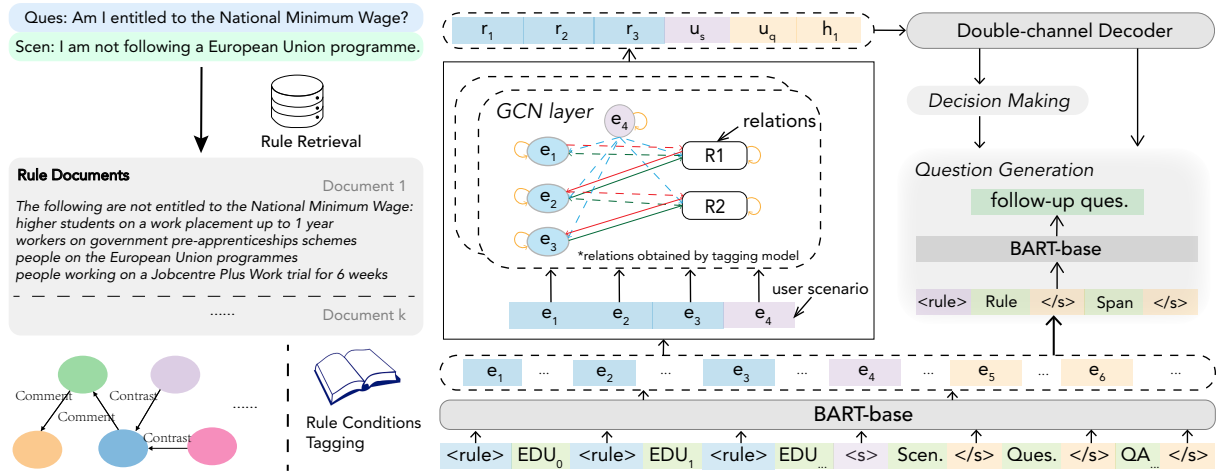 Ques: Am I entitled to the National Minimum Wage?
Scen: I am not following a European Union programme.
Rule Retrieval
Rule Documents
Document 1
The following are not entitled to the National Minimum Wage:
higher students on a work placement up to 1 year
workers on government pre-apprenticeships schemes
people on the European Union programmes
people working on a Jobcentre Plus Work trial for 6 weeks
......
Document k
Comment
Contrast
Comment
Contrast
......
Rule Conditions
Tagging
r1 r2 r3 us uq h1
GCN layer
e4
relations
e1
R1
e2
R2
e3
*relations obtained by tagging model
user scenario
e1 e2 e3 e4
e1 ... e2 ... e3 ... e4 ... e5 ... e6 ...
BART-base
<rule> EDU0 <rule> EDU1 <rule> EDU... <s> Scen. </s> Ques. </s> QA... </s>
Double-channel Decoder
Decision Making
Question Generation
follow-up ques.
BART-base
<rule> Rule </s> Span </s>